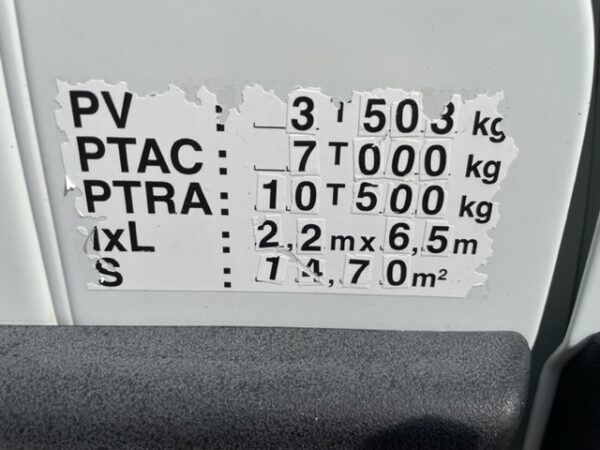 PV : 3 T 503 kg
PTAC : 7 T 000 kg
PTRA : 10 T 500 kg
lxL : 2,2 m x 6,5 m
S : 14,70 m²